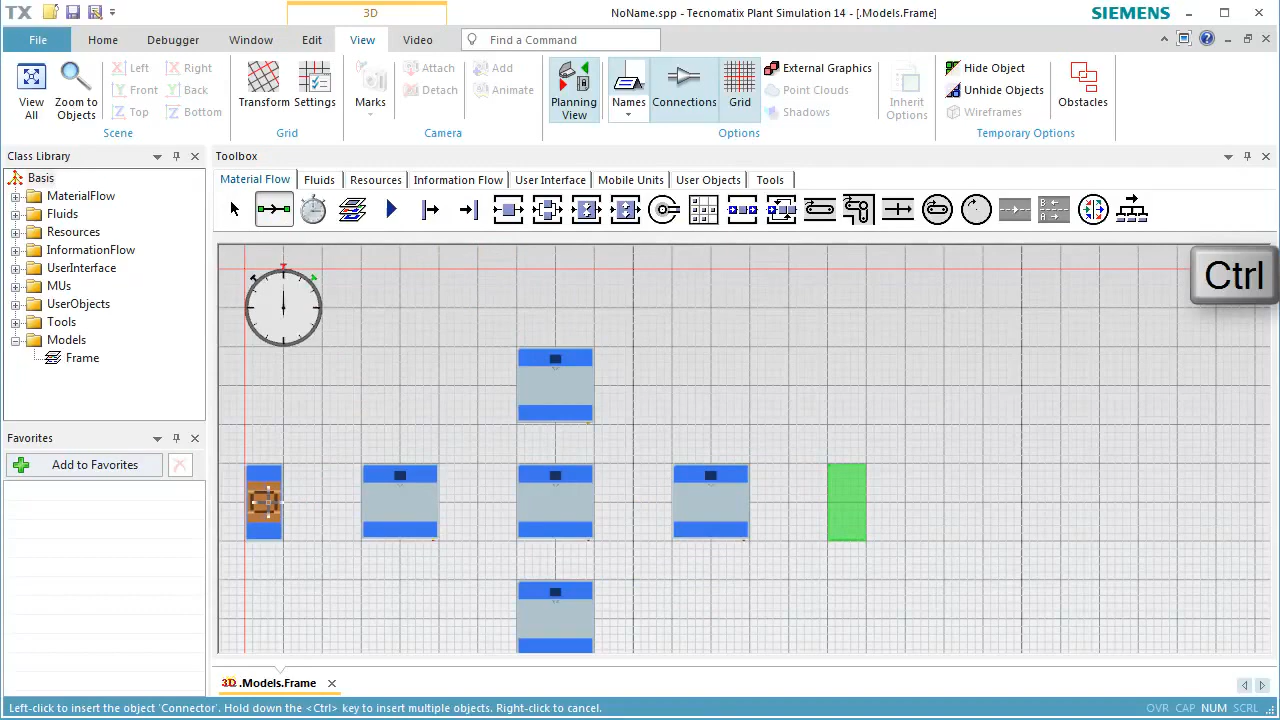 TX
3D
NoName.spp - Tecnomatix Plant Simulation 14 - [.Models.Frame]
SIEMENS
File
Home
Debugger
Window
Edit
View
Video
Find a Command
View All
Zoom to Objects
Left
Right
Front
Back
Top
Bottom
Scene
Transform
Settings
Grid
Marks
Attach
Detach
Add
Animate
Camera
Planning View
Names
Connections
Grid
External Graphics
Point Clouds
Shadows
Inherit Options
Options
Hide Object
Unhide Objects
Wireframes
Obstacles
Temporary Options
Class Library
Basis
MaterialFlow
Fluids
Resources
InformationFlow
UserInterface
MUs
UserObjects
Tools
Models
Frame
Favorites
Add to Favorites
Toolbox
Material Flow
Fluids
Resources
Information Flow
User Interface
Mobile Units
User Objects
Tools
Ctrl
3D .Models.Frame
Left-click to insert the object 'Connector'. Hold down the <Ctrl> key to insert multiple objects. Right-click to cancel.
OVR CAP NUM SCRL